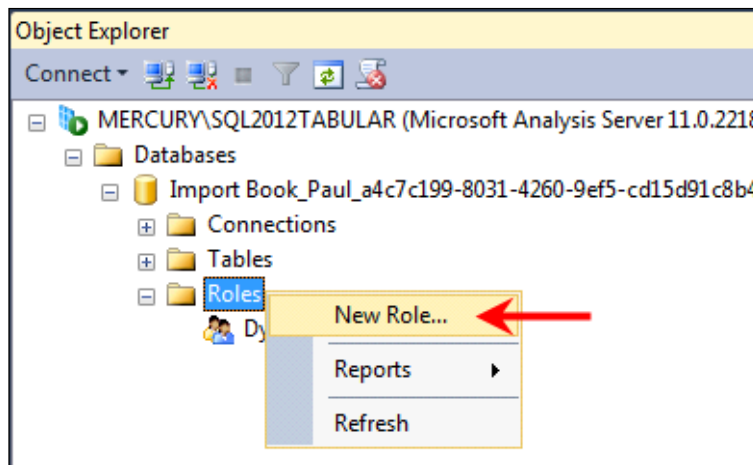 Object Explorer
Connect
MERCURY\SQL2012TABULAR (Microsoft Analysis Server 11.0.2218
Databases
Import Book_Paul_a4c7c199-8031-4260-9ef5-cd15d91c8b4
Connections
Tables
Roles
New Role...
Dy
Reports
Refresh